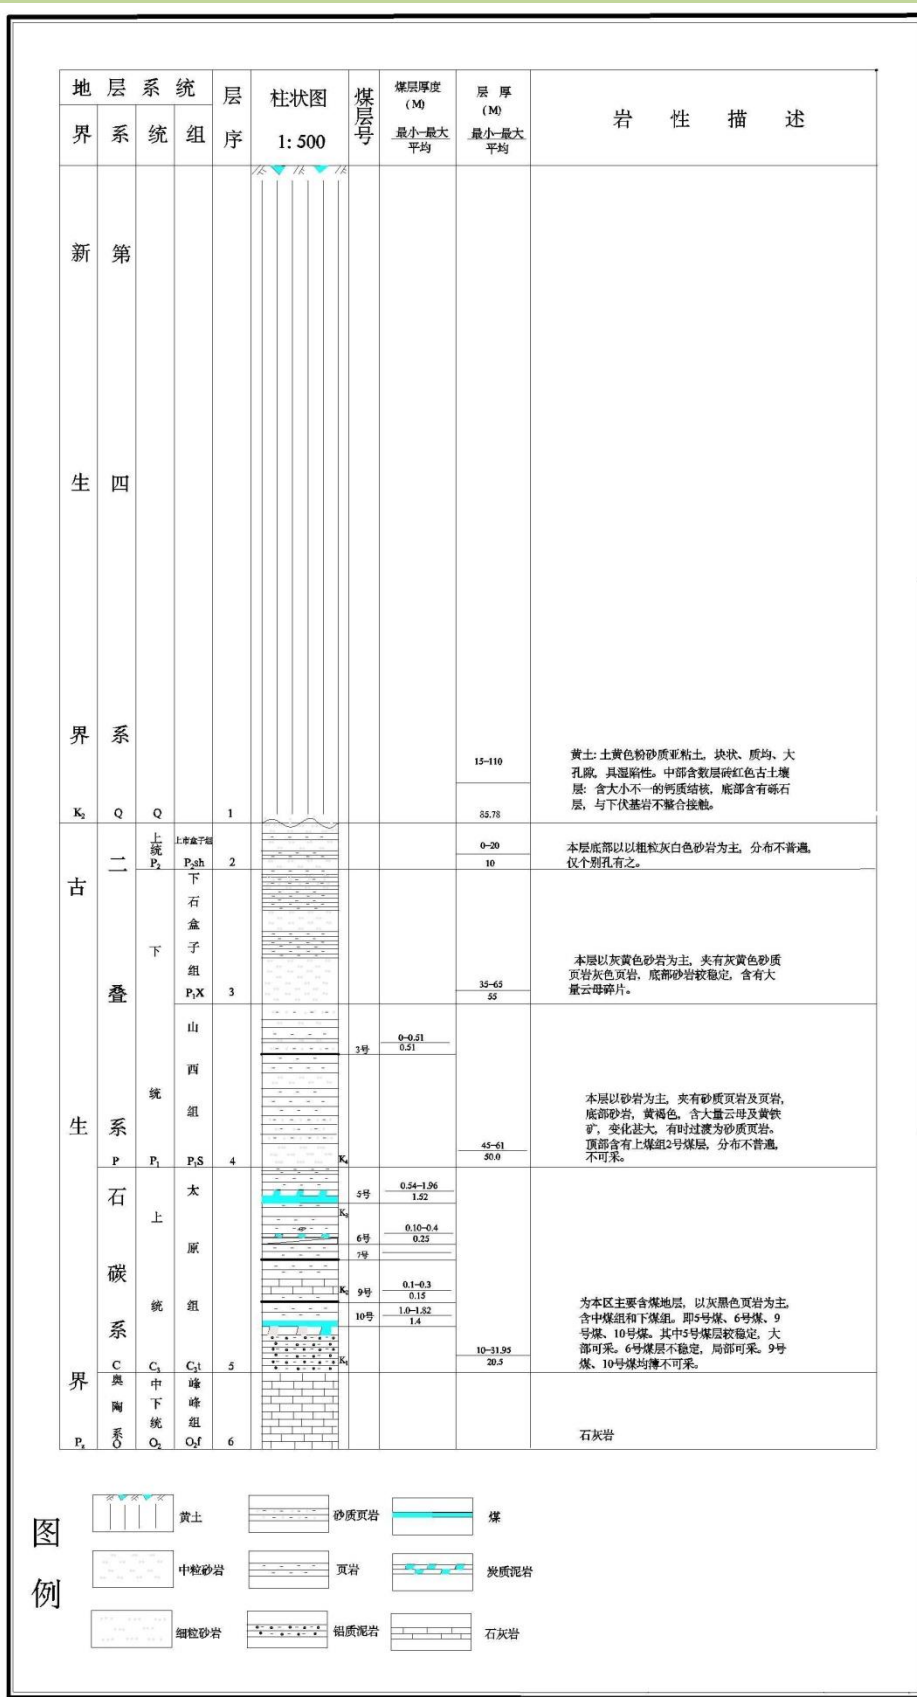 地 层 系 统
层序
柱状图
1: 500
煤层号
煤层厚度
(M)
最小-最大
平均
层 厚
(M)
最小-最大
平均
岩 性 描 述
界 系 统 组
新生界
K₂
第四系
Q
Q
1
15-110
85.78
黄土: 土黄色粉砂质亚粘土, 块状、质均、大
孔隙, 具湿陷性。中部含数层砖红色古土壤
层: 含大小不一的钙质结核, 底部含有砾石
层, 与下伏基岩不整合接触。
古生界
二叠系
P
上统
P₂
上市盒子组
P₂sh
2
0-20
10
本层底部以以粗粒灰白色砂岩为主, 分布不普遍,
仅个别孔有之。
下统
P₁
下石盒子组
P₁X
3
35-65
55
本层以灰黄色砂岩为主, 夹有灰黄色砂质
页岩灰色页岩, 底部砂岩较稳定, 含有大
量云母碎片。
山西组
P₁S
4
3号
0-0.51
0.51
K₄
45-61
50.0
本层以砂岩为主, 夹有砂质页岩及页岩,
底部砂岩, 黄褐色, 含大量云母及黄铁
矿, 变化甚大, 有时过渡为砂质页岩。
顶部含有上煤组2号煤层, 分布不普遍,
不可采。
石碳系
C
上统
C₃
太原组
C₃t
5
5号
0.54-1.96
1.52
6号
0.10-0.4
0.25
7号
9号
0.1-0.3
0.15
10号
1.0-1.82
1.4
K₁
10-31.95
20.5
为本区主要含煤地层, 以灰黑色页岩为主,
含中煤组和下煤组。即5号煤、6号煤、9
号煤、10号煤。其中5号煤层较稳定, 大
部可采。6号煤层不稳定, 局部可采。9号
煤、10号煤均薄不可采。
奥陶系
O
中下统
O₂
峰峰组
O₂f
6
石灰岩
图例
黄土
砂质页岩
煤
中粒砂岩
页岩
炭质泥岩
细粒砂岩
铝质泥岩
石灰岩